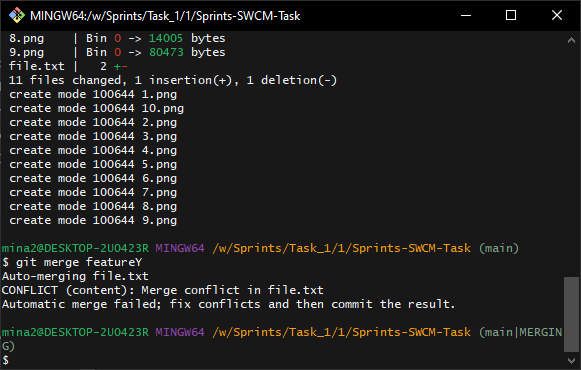 MINGW64:/w/Sprints/Task_1/1/Sprints-SWCM-Task
8.png    | Bin 0 -> 14005 bytes
9.png    | Bin 0 -> 80473 bytes
file.txt |   2 +-
11 files changed, 1 insertion(+), 1 deletion(-)
create mode 100644 1.png
create mode 100644 10.png
create mode 100644 2.png
create mode 100644 3.png
create mode 100644 4.png
create mode 100644 5.png
create mode 100644 6.png
create mode 100644 7.png
create mode 100644 8.png
create mode 100644 9.png
mina2@DESKTOP-2UO423R MINGW64 /w/Sprints/Task_1/1/Sprints-SWCM-Task (main)
$ git merge featureY
Auto-merging file.txt
CONFLICT (content): Merge conflict in file.txt
Automatic merge failed; fix conflicts and then commit the result.
mina2@DESKTOP-2UO423R MINGW64 /w/Sprints/Task_1/1/Sprints-SWCM-Task (main|MERGIN
G)
$